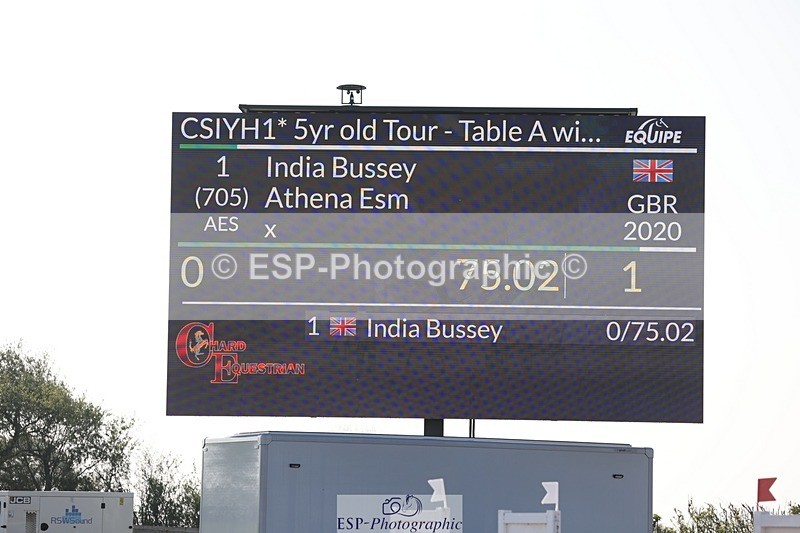 CSIYH1* 5yr old Tour - Table A wi... EQUIPE
1 India Bussey
(705) Athena Esm GBR
AES x 2020
0 75.02 1
© ESP-Photographic ©
1 India Bussey 0/75.02
CHARD
EQUESTRIAN
JCB
RSWSound
ESP-Photographic